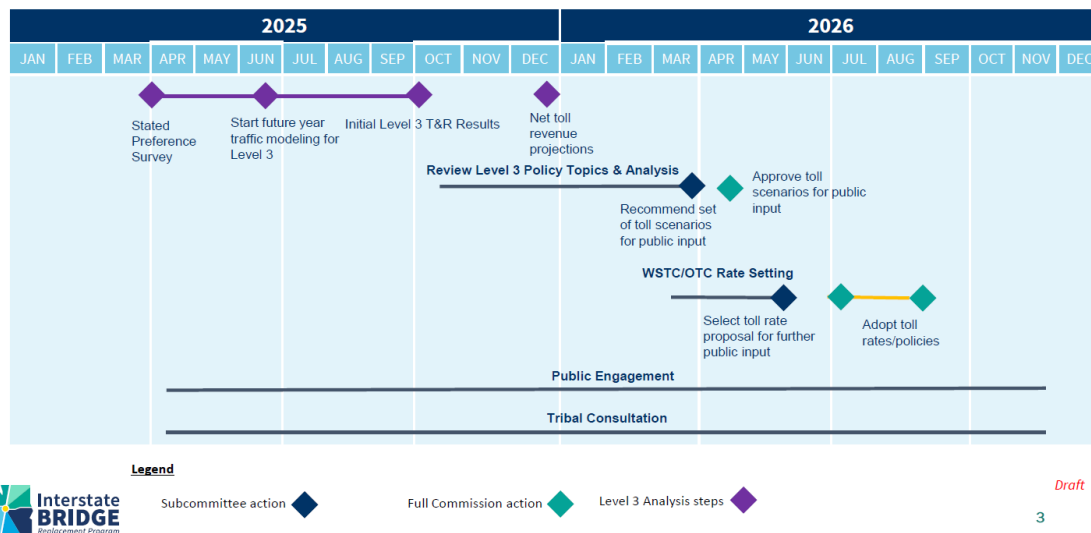 2025 2026
JAN FEB MAR APR MAY JUN JUL AUG SEP OCT NOV DEC JAN FEB MAR APR MAY JUN JUL AUG SEP OCT NOV DEC
Stated
Preference
Survey
Start future year
traffic modeling for
Level 3
Initial Level 3 T&R Results
Net toll
revenue
projections
Review Level 3 Policy Topics & Analysis
Recommend set
of toll scenarios
for public input
Approve toll
scenarios for public
input
WSTC/OTC Rate Setting
Select toll rate
proposal for further
public input
Adopt toll
rates/policies
Public Engagement
Tribal Consultation
Legend
Subcommittee action
Full Commission action
Level 3 Analysis steps
Draft
Interstate
BRIDGE
Replacement Program
3